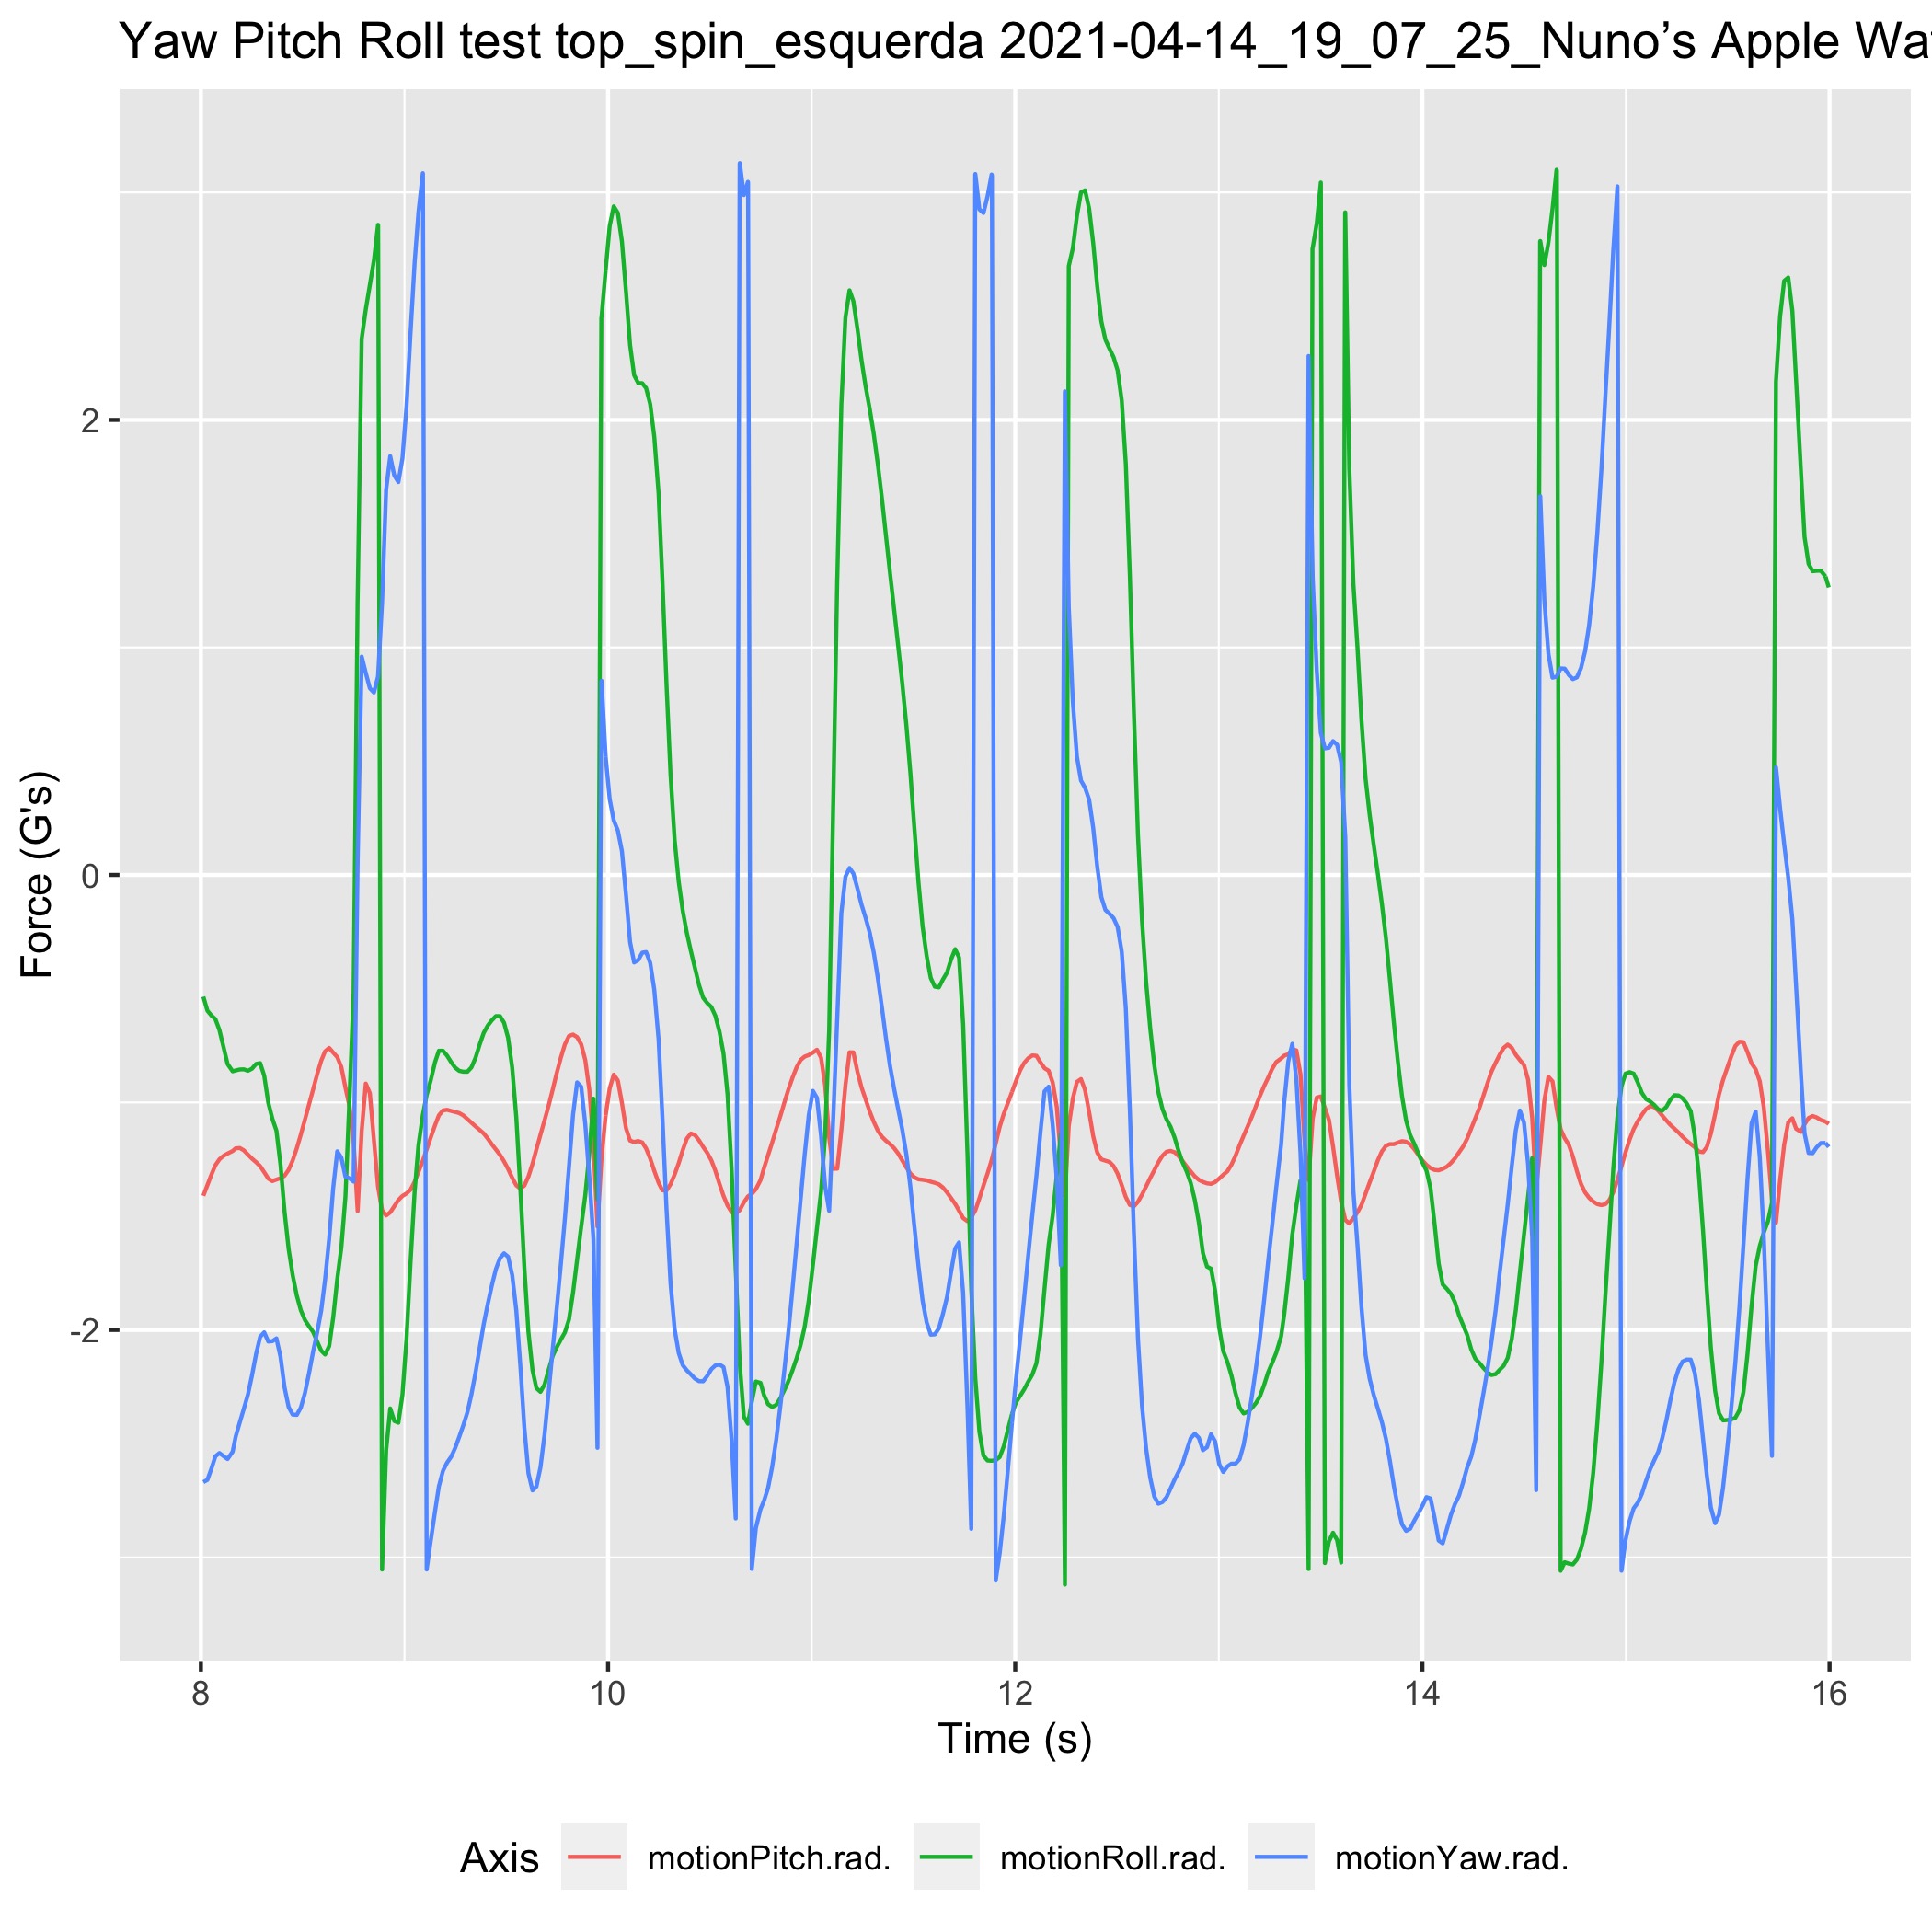 Yaw Pitch Roll test top_spin_esquerda 2021-04-14_19_07_25_Nuno’s Apple
Force (G's)
2
0
-2
8 10 12 14 16
Time (s)
Axis motionPitch.rad. motionRoll.rad. motionYaw.rad.